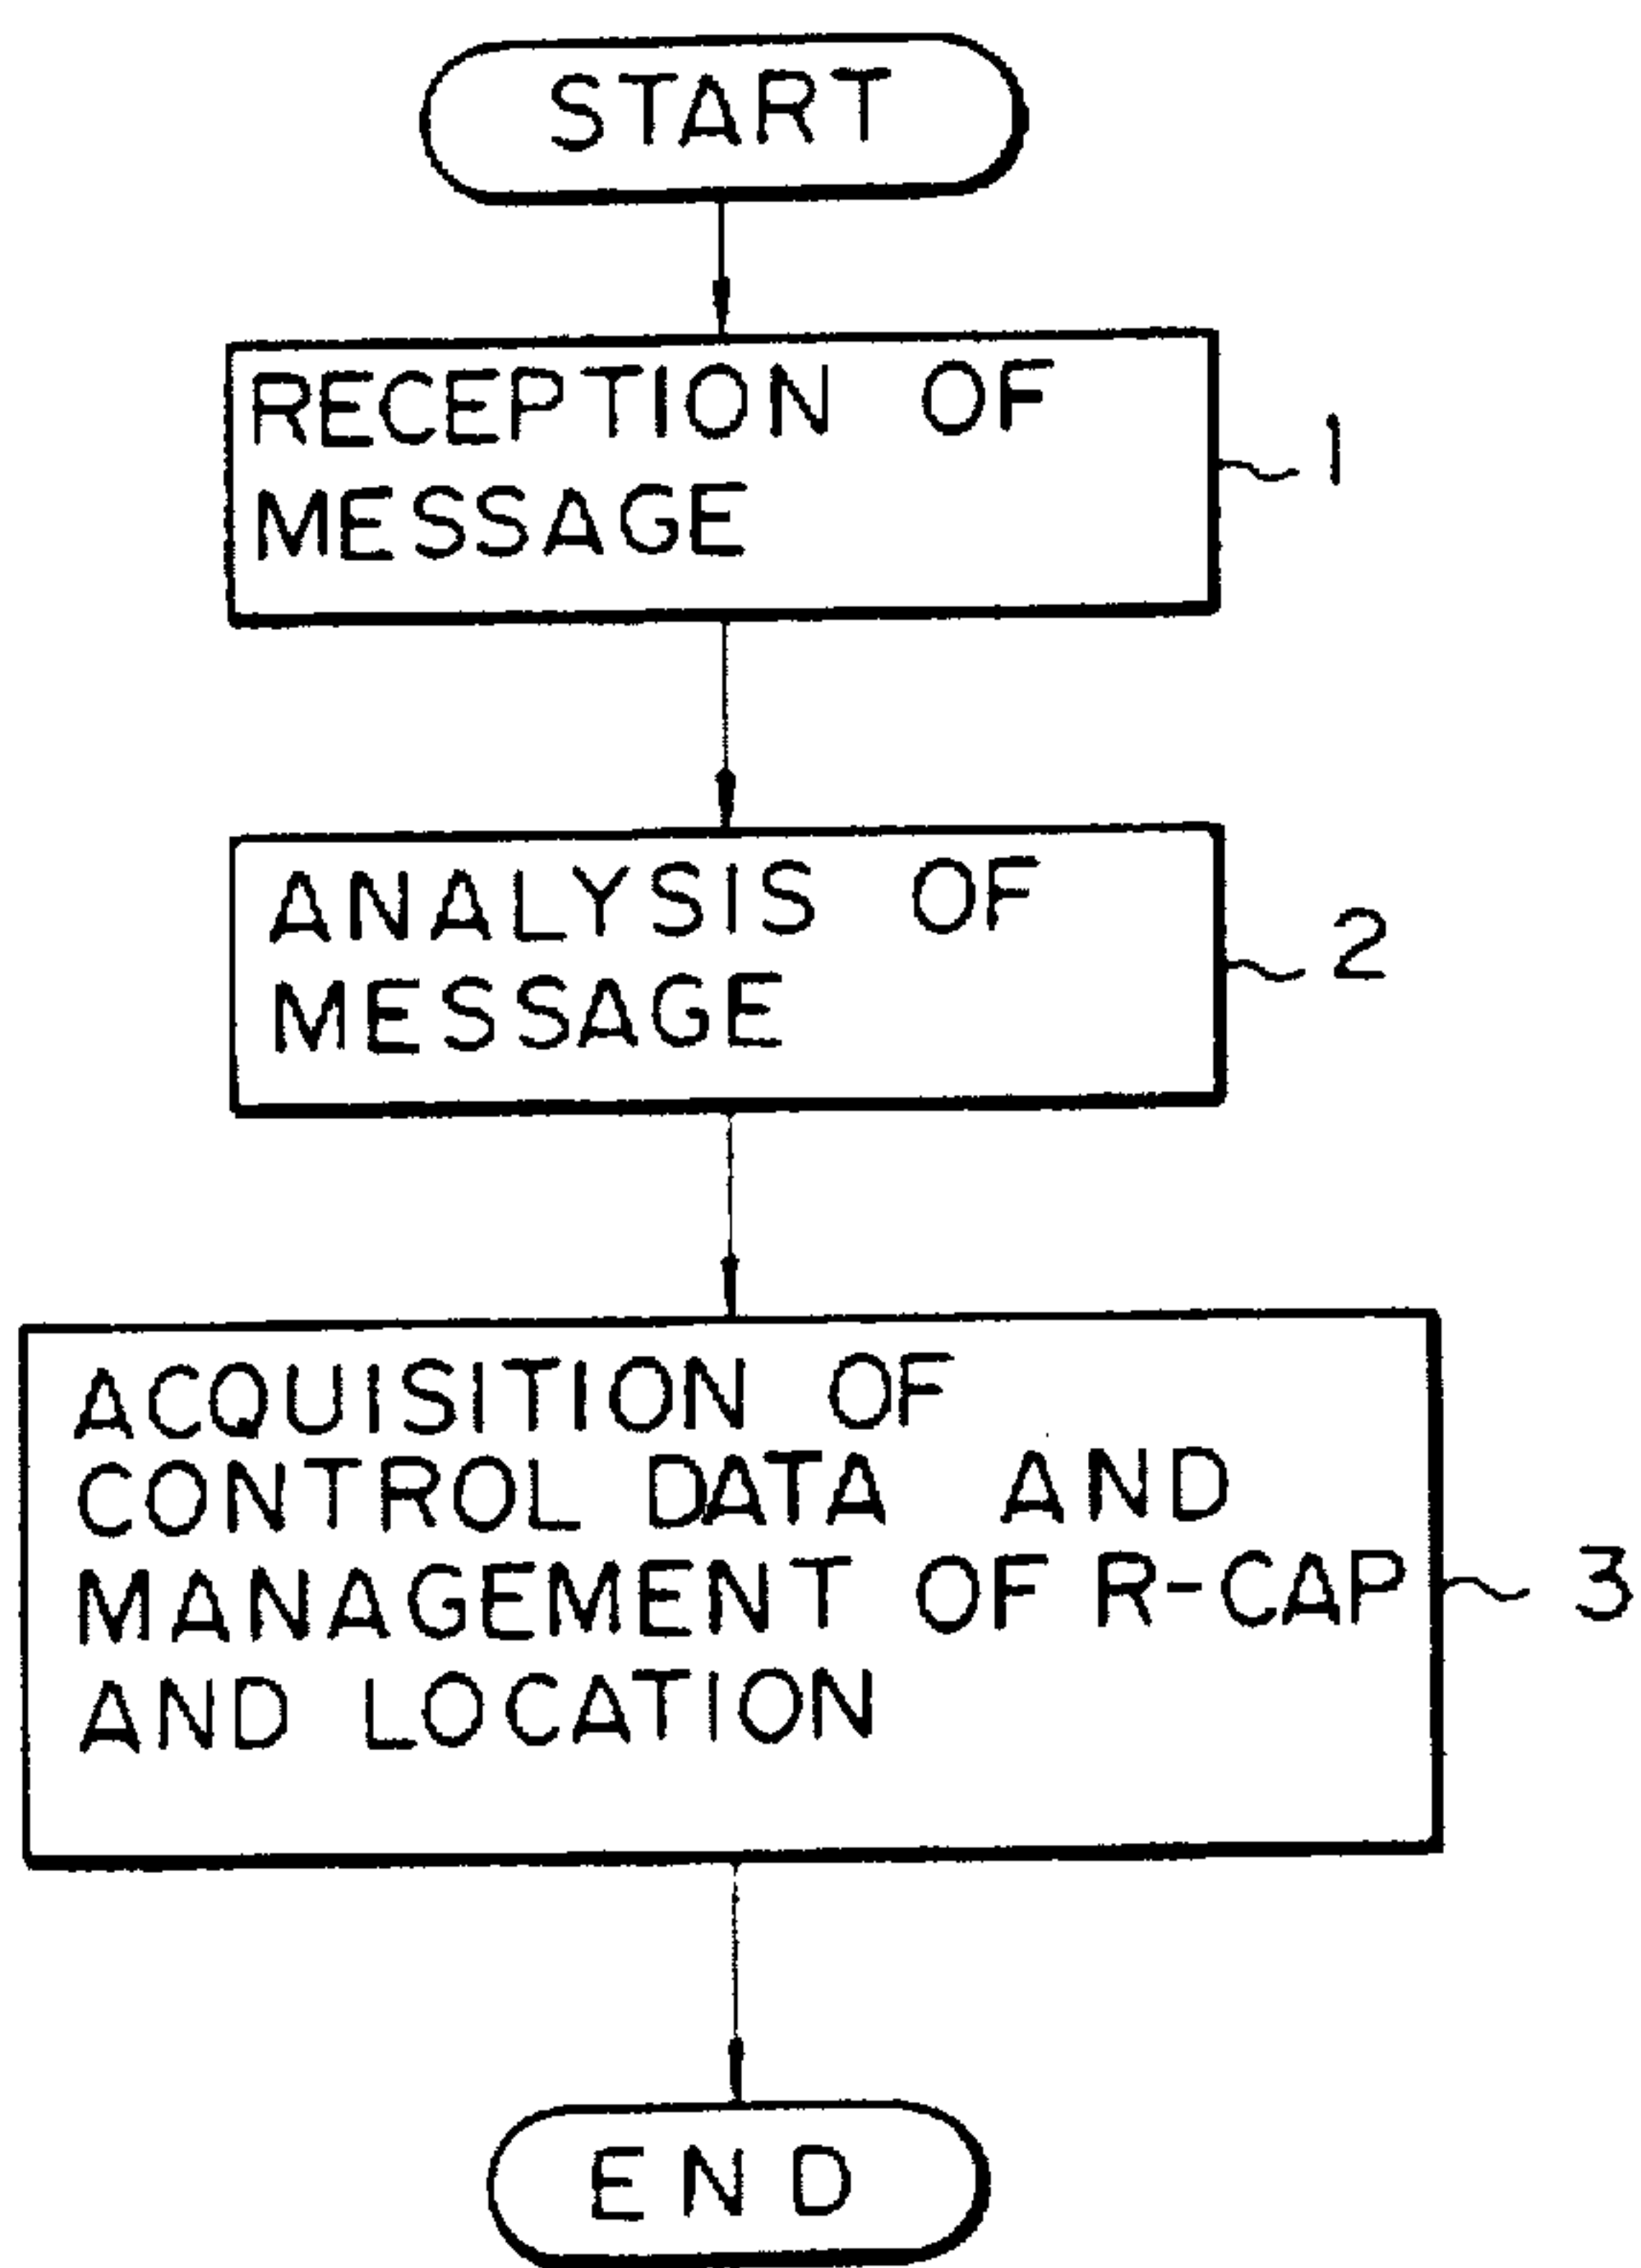 START
RECEPTION OF
MESSAGE
1
ANALYSIS OF
MESSAGE
2
ACQUISITION OF
CONTROL DATA AND
MANAGEMENT OF R-CAP
AND LOCATION
3
END